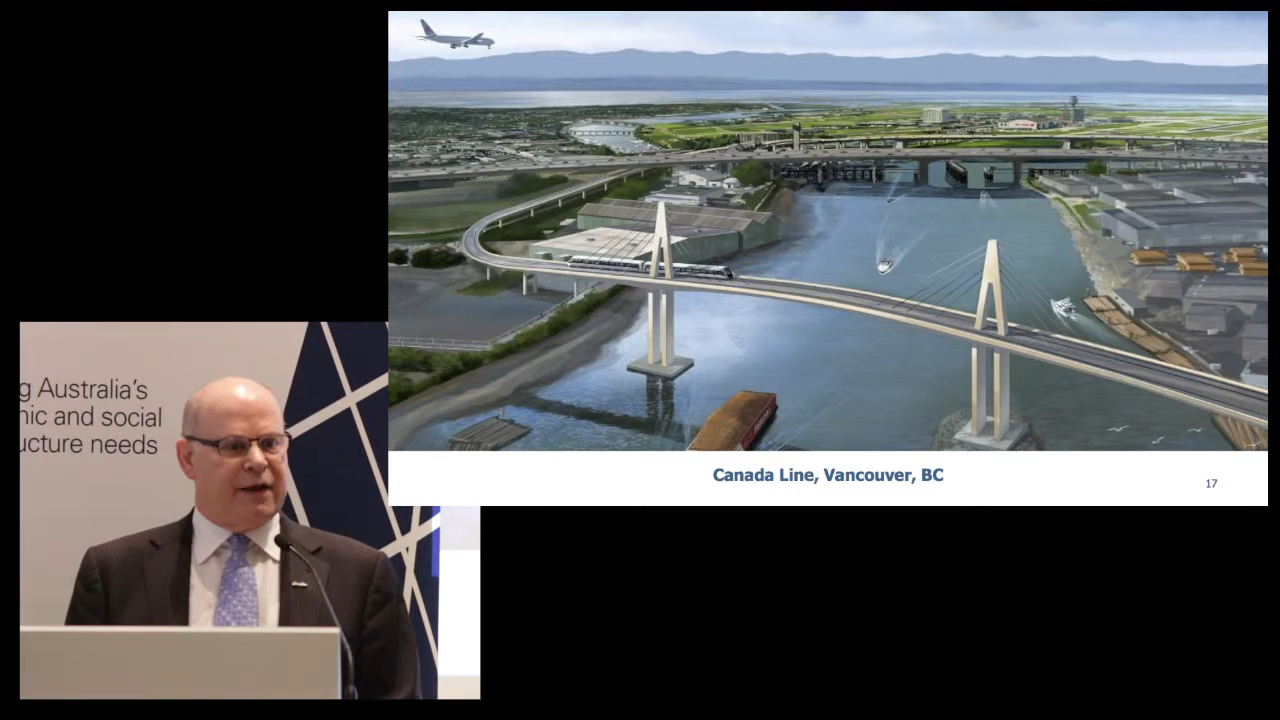 g Australia's
nic and social
ucture needs
Canada Line, Vancouver, BC
17